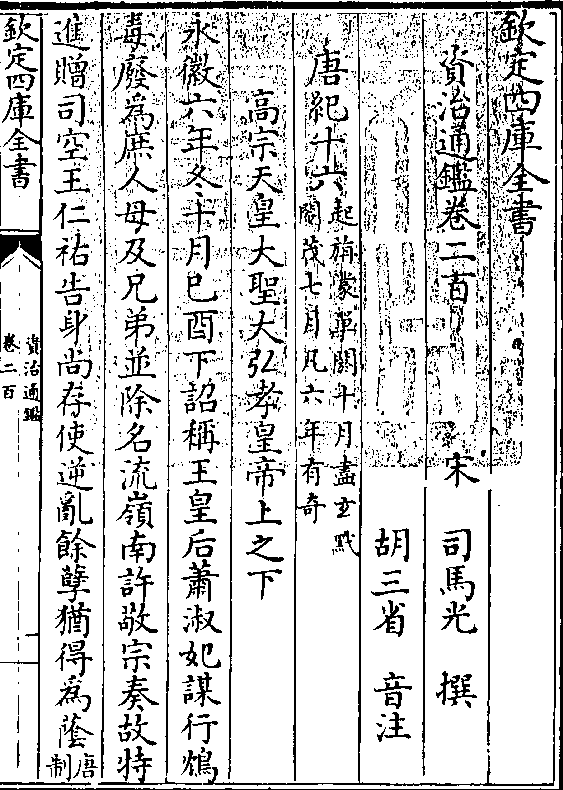 欽定四庫全書
資治通鑑卷二百
宋 司馬光 撰
胡三省 音注
唐紀十六
起旃蒙單閼十月盡玄黓
閹茂七月凡六年有奇
高宗天皇大聖大弘孝皇帝上之下
永徽六年冬十月己酉下詔稱王皇后蕭淑妃謀行鴆
毒廢為庶人母及兄弟並除名流嶺南許敬宗奏故特
進贈司空王仁祐告身尚存使逆亂餘孽猶得為蔭
唐
制
欽定四庫全書
資治通鑑
卷二百
一